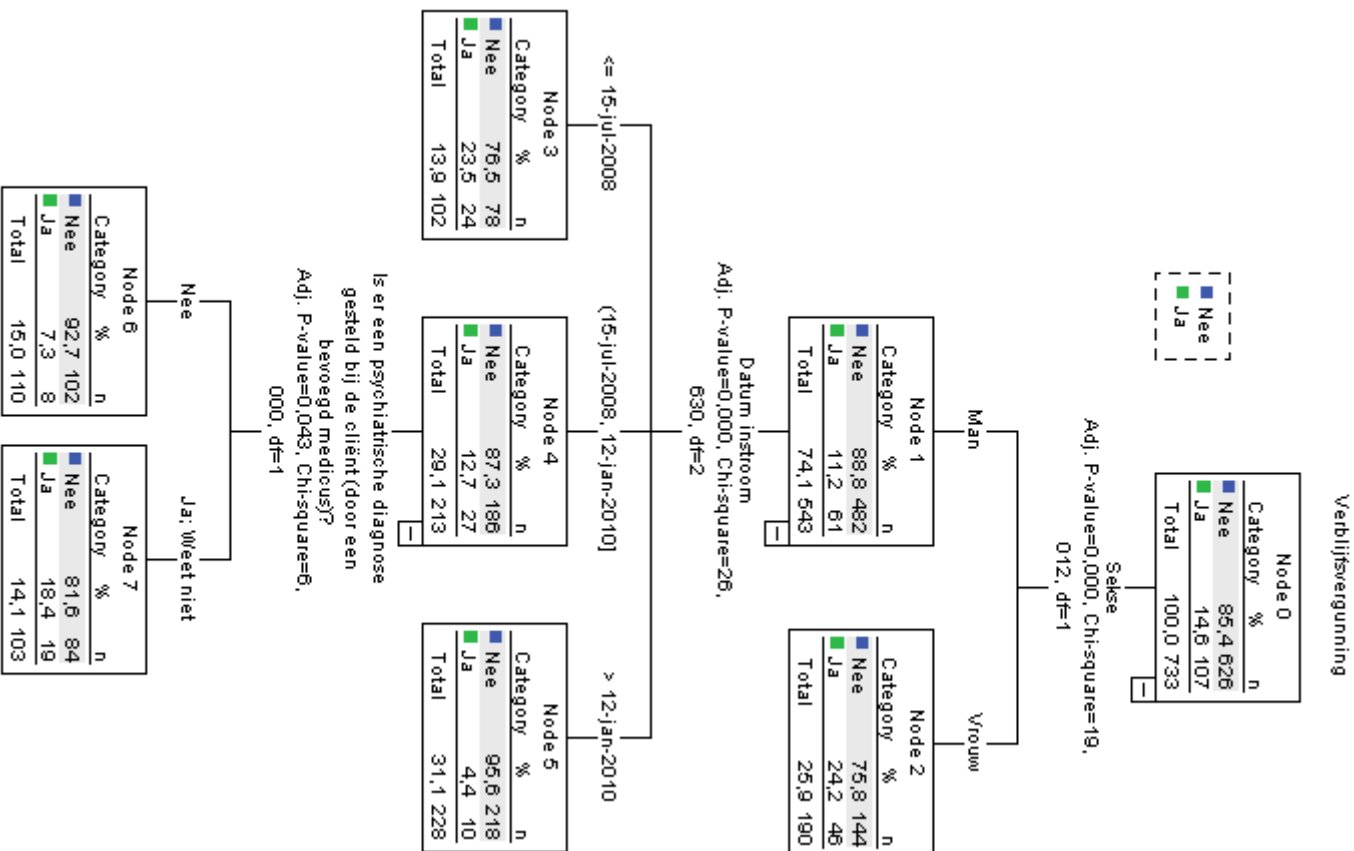 Verblijfsvergunning
Nee
Ja
Node 0
Category % n
Nee 85,4 626
Ja 14,6 107
Total 100,0 733
Sekse
Adj. P-value=0,000, Chi-square=19,
012, df=1
Man
Vrouw
Node 1
Category % n
Nee 88,8 482
Ja 11,2 61
Total 74,1 543
Node 2
Category % n
Nee 75,8 144
Ja 24,2 46
Total 25,9 190
Datum instroom
Adj. P-value=0,000, Chi-square=26,
630, df=2
<= 15-jul-2008
(15-jul-2008, 12-jan-2010]
> 12-jan-2010
Node 3
Category % n
Nee 76,5 78
Ja 23,5 24
Total 13,9 102
Node 4
Category % n
Nee 87,3 186
Ja 12,7 27
Total 29,1 213
Node 5
Category % n
Nee 95,6 218
Ja 4,4 10
Total 31,1 228
Is er een psychiatrische diagnose
gesteld bij de cliënt (door een
bevoegd medicus)?
Adj. P-value=0,043, Chi-square=6,
000, df=1
Nee
Ja; Weet niet
Node 6
Category % n
Nee 92,7 102
Ja 7,3 8
Total 15,0 110
Node 7
Category % n
Nee 81,6 84
Ja 18,4 19
Total 14,1 103